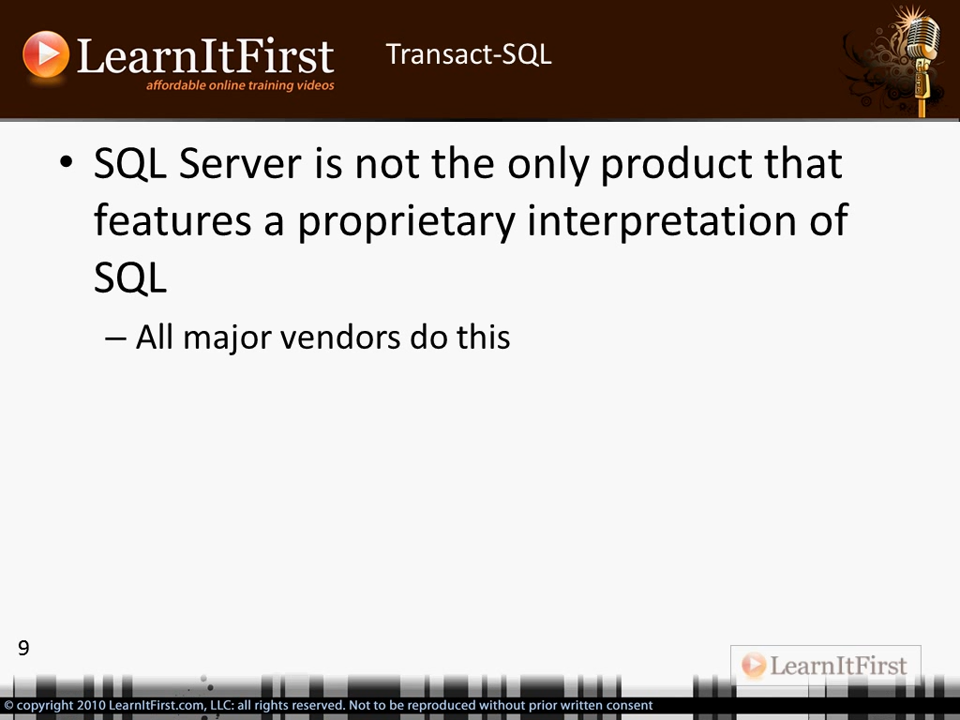 LearnItFirst
affordable online training videos
Transact-SQL
• SQL Server is not the only product that
features a proprietary interpretation of
SQL
– All major vendors do this
9
LearnItFirst
© copyright 2010 LearnItFirst.com, LLC: all rights reserved. Not to be reproduced without prior written consent